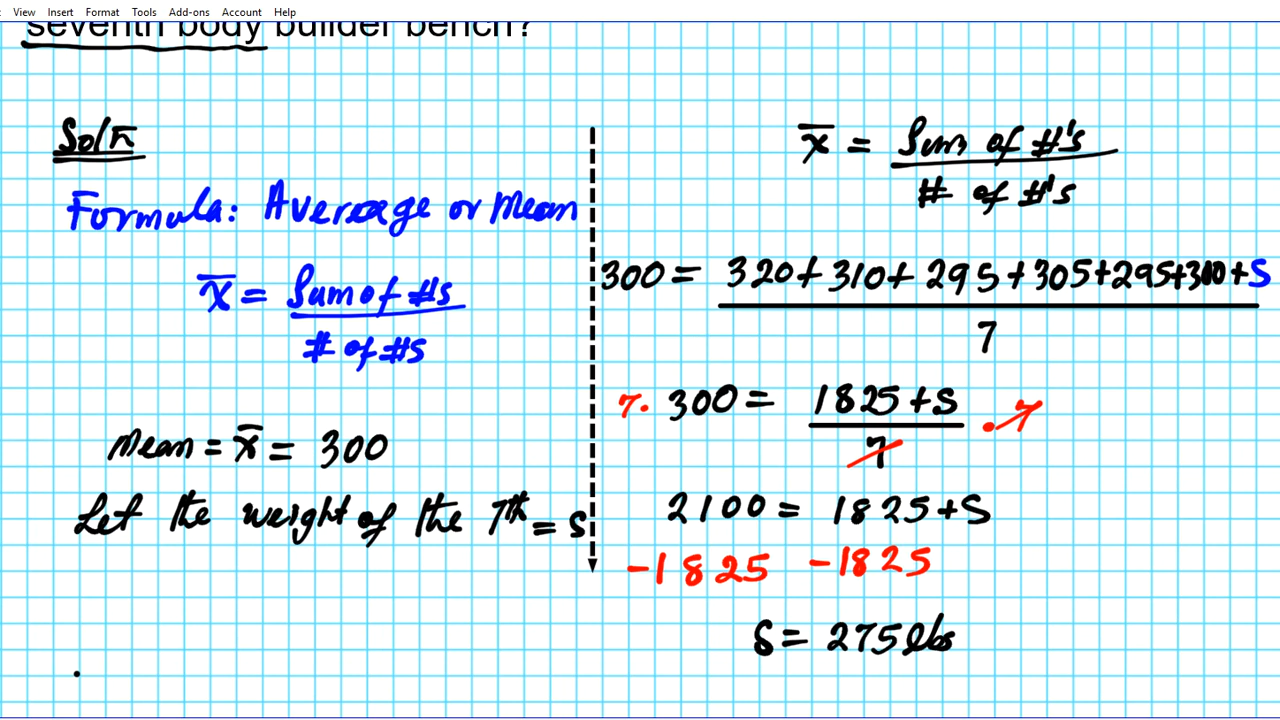 View Insert Format Tools Add-ons Account Help
seventh body builder bench?
Soln
Formula: Average or Mean
x̄ = Sum of #s
# of #s
Mean = x̄ = 300
Let the weight of the 7th = S
x̄ = Sum of #'s
# of #'s
300 = 320 + 310 + 295 + 305 + 295 + 300 + S
7
7. 300 = 1825 + S . 7
7
2100 = 1825 + S
-1825 -1825
S = 275 lbs